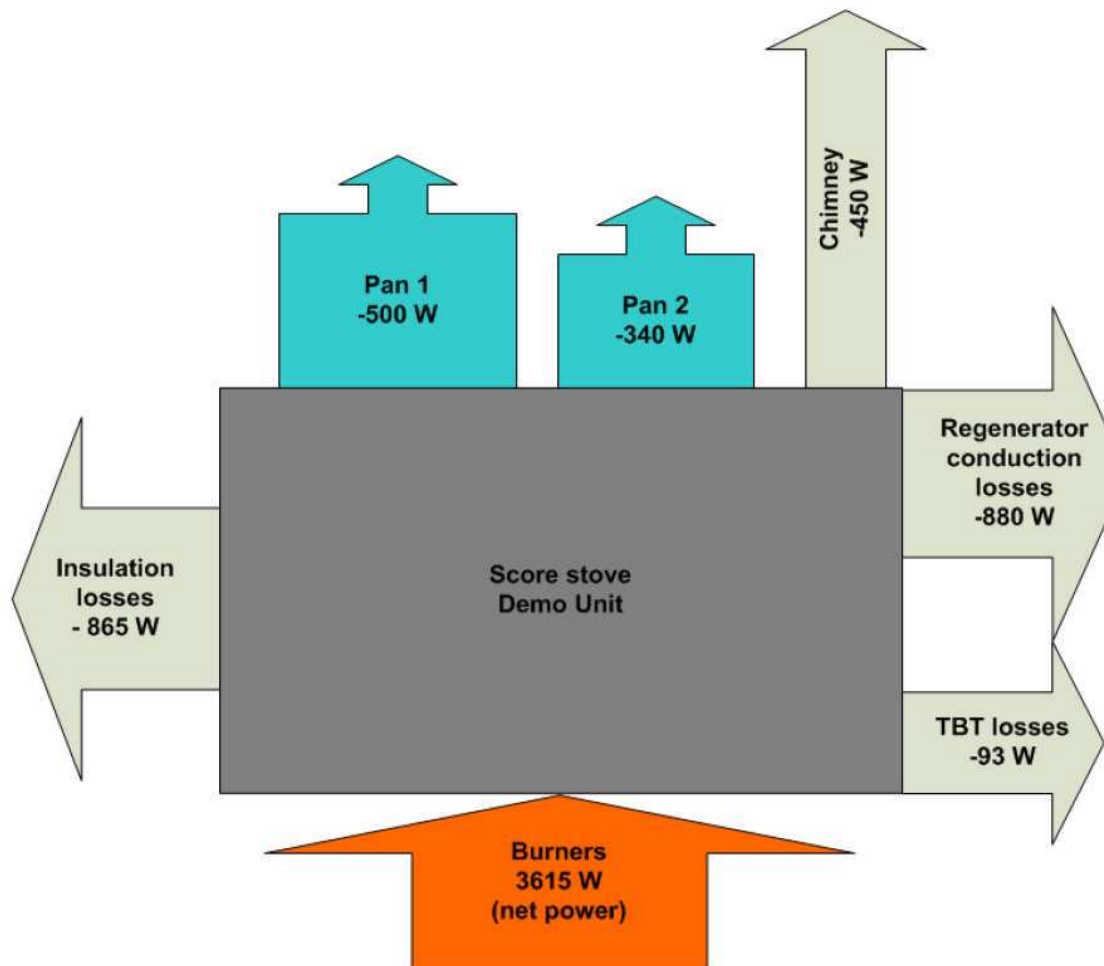 Chimney
-450 W
Pan 1
-500 W
Pan 2
-340 W
Regenerator
conduction
losses
-880 W
Insulation
losses
- 865 W
Score stove
Demo Unit
TBT losses
-93 W
Burners
3615 W
(net power)